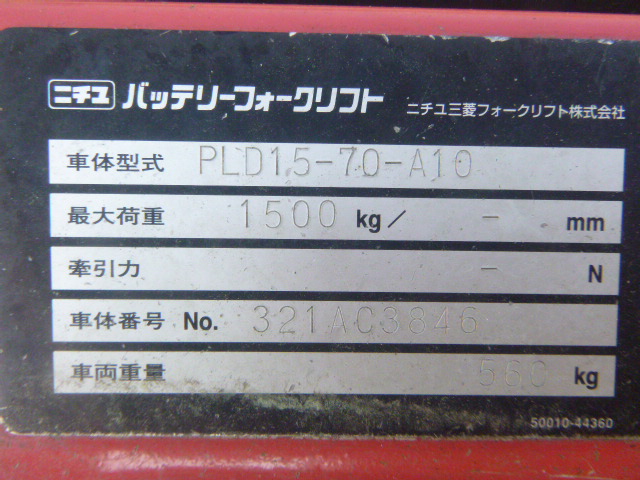 ニチユ バッテリーフォークリフト ニチユ三菱フォークリフト株式会社
車体型式 PLD15-70-A10
最大荷重 1500 kg/ - mm
牽引力 - N
車体番号 No. 321AC3846
車両重量 560 kg
50010-44360